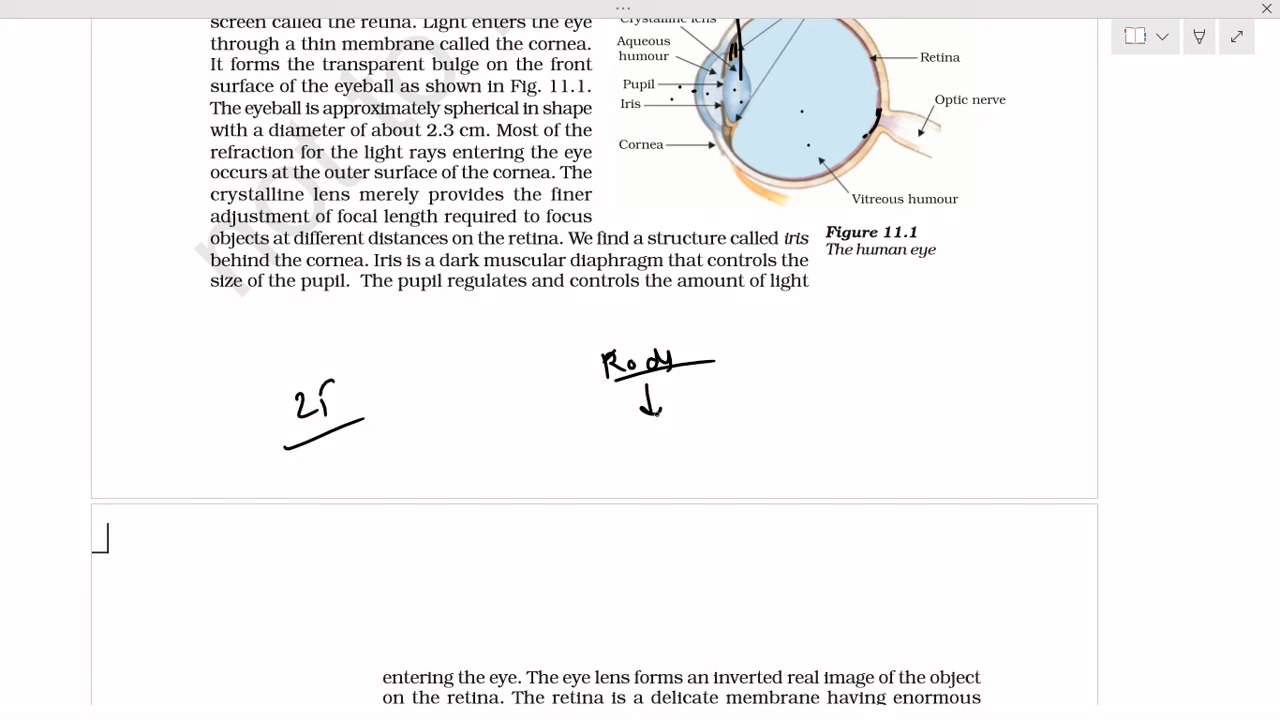 screen called the retina. Light enters the eye
through a thin membrane called the cornea.
It forms the transparent bulge on the front
surface of the eyeball as shown in Fig. 11.1.
The eyeball is approximately spherical in shape
with a diameter of about 2.3 cm. Most of the
refraction for the light rays entering the eye
occurs at the outer surface of the cornea. The
crystalline lens merely provides the finer
adjustment of focal length required to focus
objects at different distances on the retina. We find a structure called iris
behind the cornea. Iris is a dark muscular diaphragm that controls the
size of the pupil. The pupil regulates and controls the amount of light
Crystalline lens
Aqueous
humour
Pupil
Iris
Cornea
Retina
Optic nerve
Vitreous humour
Figure 11.1
The human eye
not to
Rods
entering the eye. The eye lens forms an inverted real image of the object
on the retina. The retina is a delicate membrane having enormous